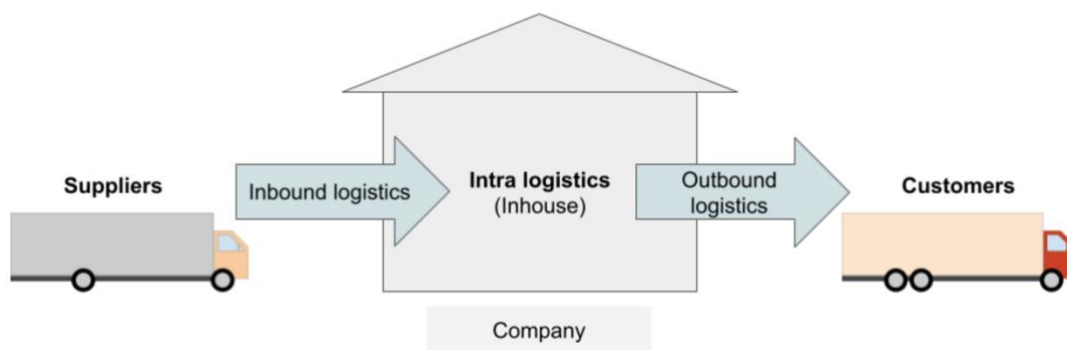 Suppliers
Inbound logistics
Intra logistics
(Inhouse)
Outbound
logistics
Customers
Company